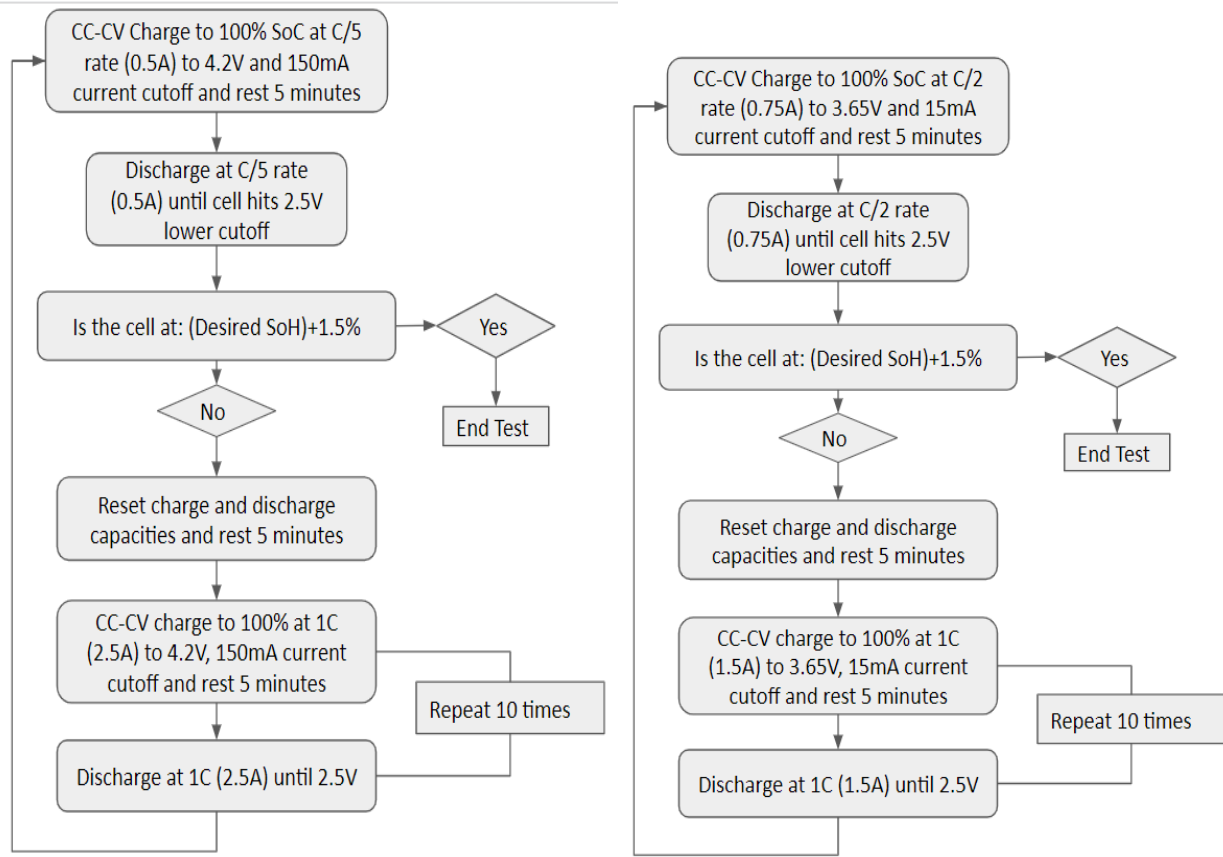 CC-CV Charge to 100% SoC at C/5
rate (0.5A) to 4.2V and 150mA
current cutoff and rest 5 minutes
Discharge at C/5 rate
(0.5A) until cell hits 2.5V
lower cutoff
Is the cell at: (Desired SoH)+1.5%
Yes
No
End Test
Reset charge and discharge
capacities and rest 5 minutes
CC-CV charge to 100% at 1C
(2.5A) to 4.2V, 150mA current
cutoff and rest 5 minutes
Repeat 10 times
Discharge at 1C (2.5A) until 2.5V
CC-CV Charge to 100% SoC at C/2
rate (0.75A) to 3.65V and 15mA
current cutoff and rest 5 minutes
Discharge at C/2 rate
(0.75A) until cell hits 2.5V
lower cutoff
Is the cell at: (Desired SoH)+1.5%
Yes
No
End Test
Reset charge and discharge
capacities and rest 5 minutes
CC-CV charge to 100% at 1C
(1.5A) to 3.65V, 15mA current
cutoff and rest 5 minutes
Repeat 10 times
Discharge at 1C (1.5A) until 2.5V